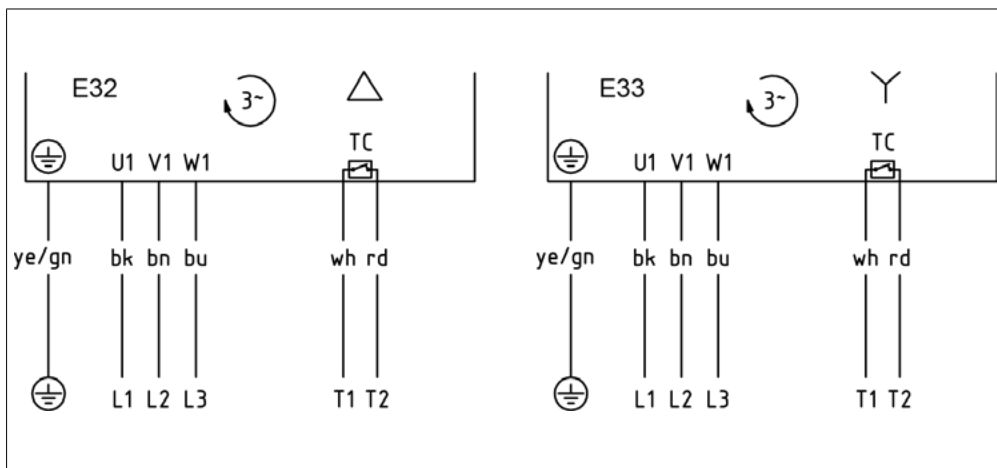 E32
3~
TC
U1 V1 W1
ye/gn bk bn bu wh rd
L1 L2 L3 T1 T2
E33
3~
TC
U1 V1 W1
ye/gn bk bn bu wh rd
L1 L2 L3 T1 T2